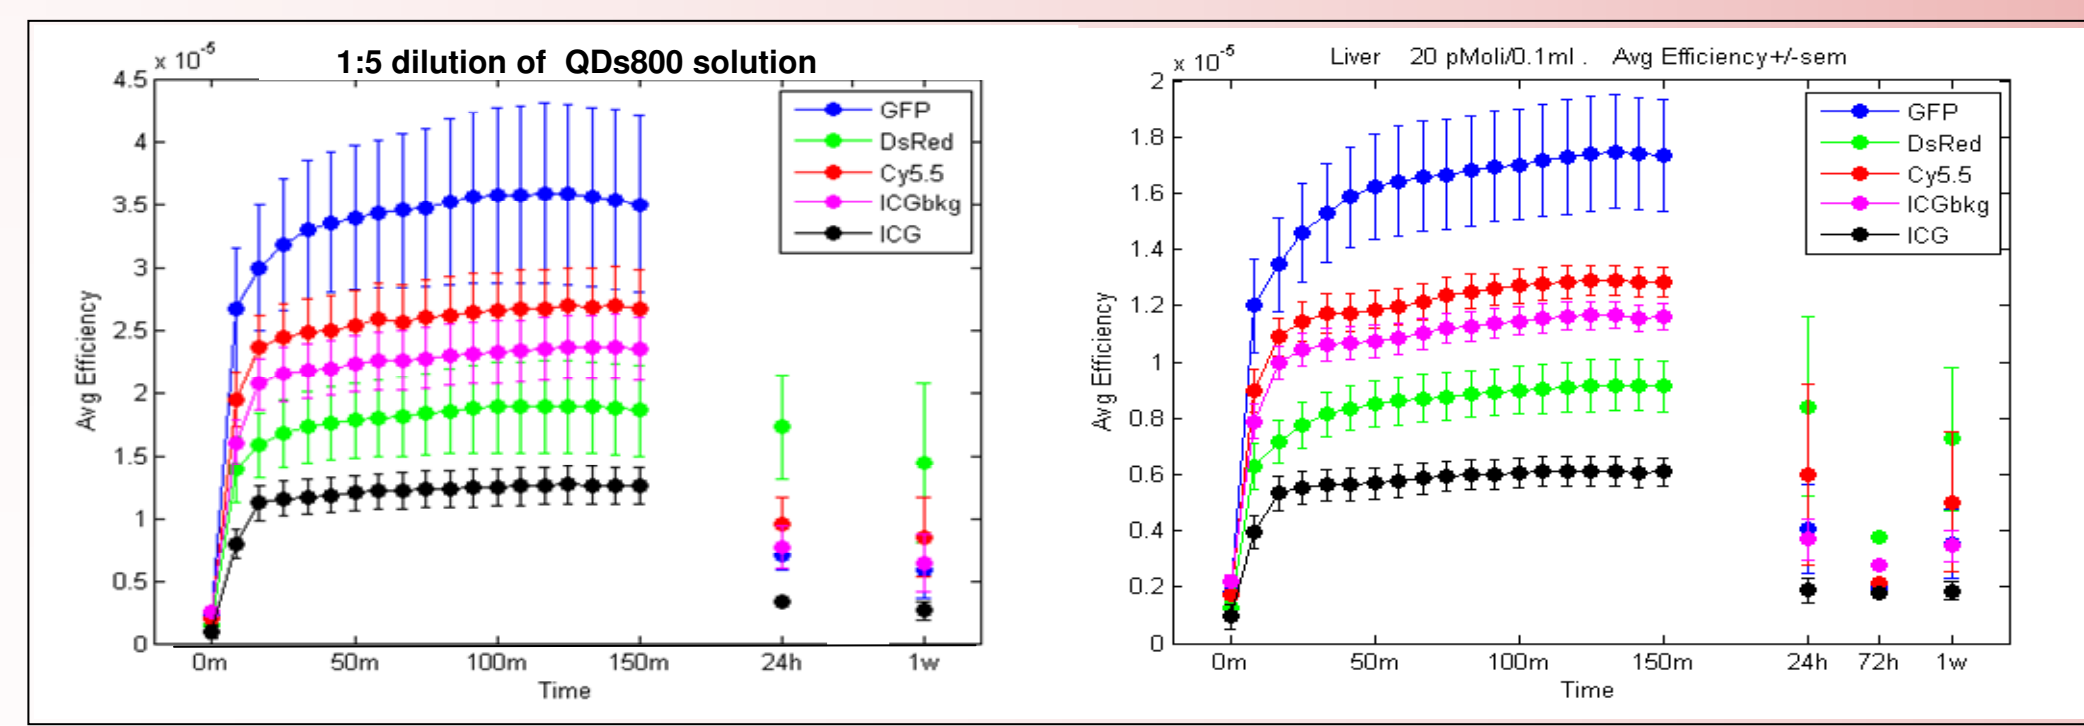 1:5 dilution of QDs800 solution
x 10-5
4.5
4
3.5
3
2.5
2
1.5
1
0.5
0
Avg Efficiency
GFP
DsRed
Cy5.5
ICGbkg
ICG
0m 50m 100m 150m 24h 1w
Time
Liver 20 pMoli/0.1ml . Avg Efficiency+/-sem
x 10-5
2
1.8
1.6
1.4
1.2
1
0.8
0.6
0.4
0.2
0
Avg Efficiency
GFP
DsRed
Cy5.5
ICGbkg
ICG
0m 50m 100m 150m 24h 72h 1w
Time